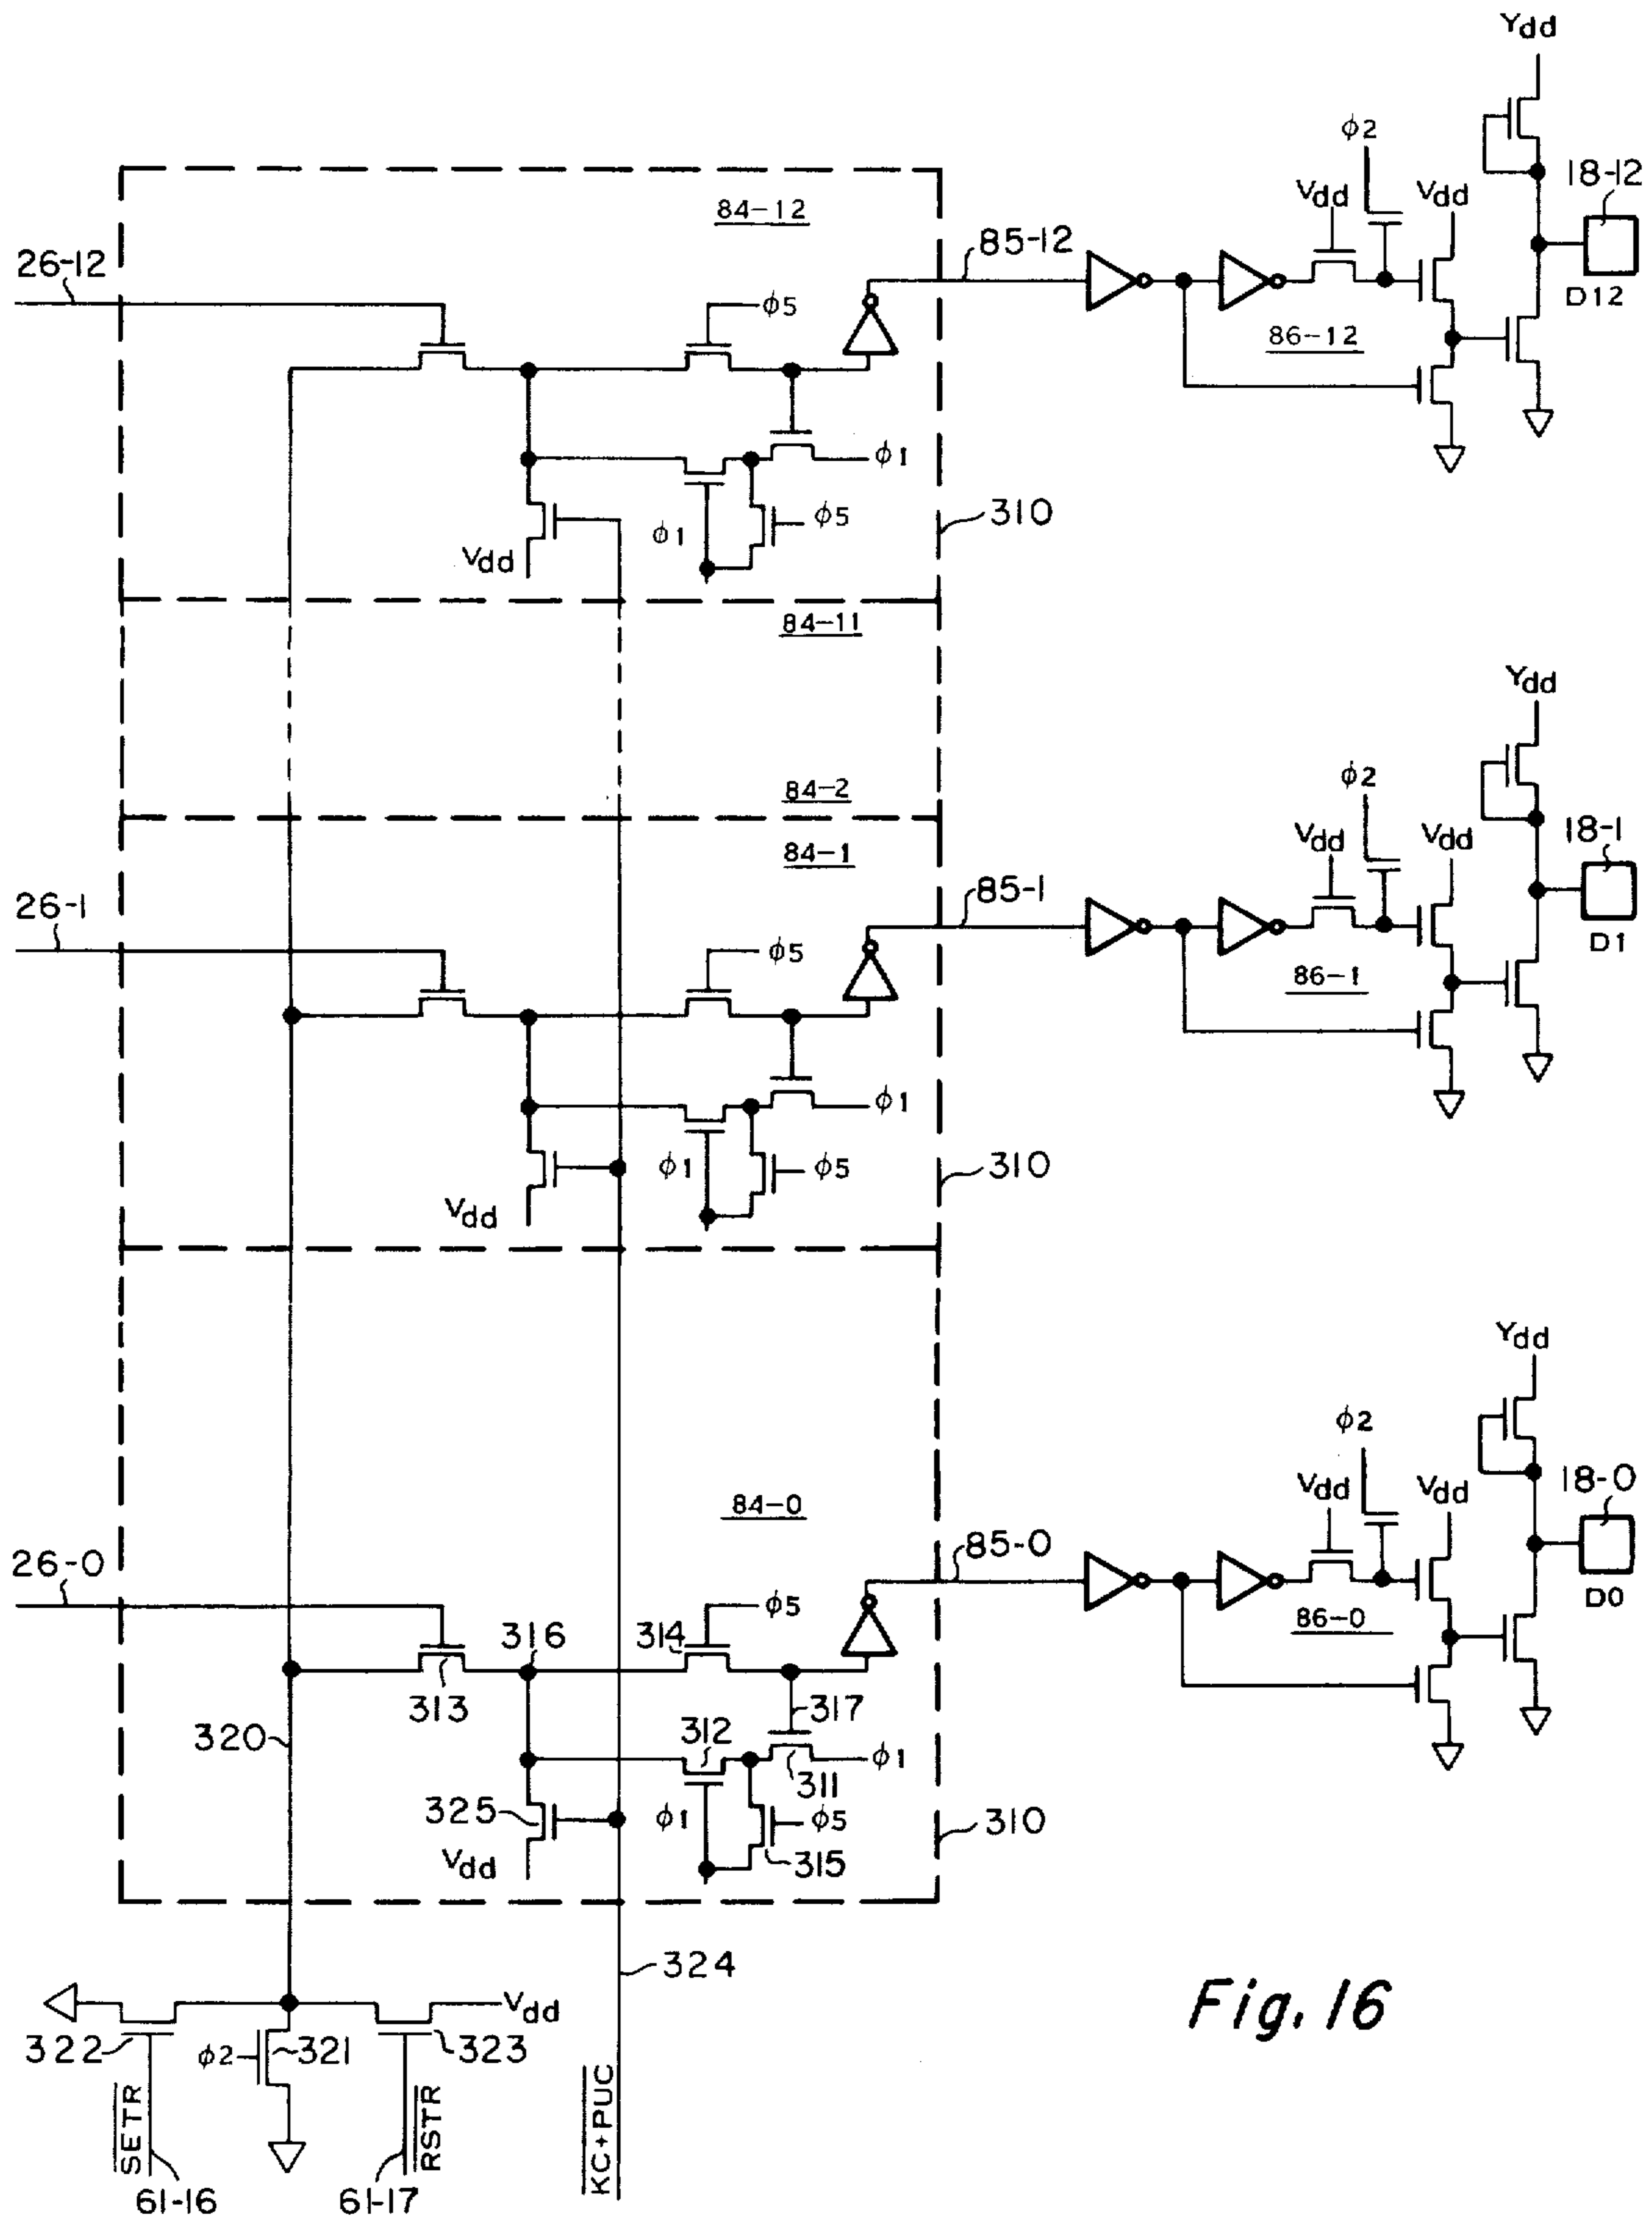 Ydd
ϕ2
18-12
84-12
Vdd
Vdd
85-12
26-12
D12
ϕ5
86-12
ϕ1
310
ϕ1
ϕ5
Vdd
84-11
Ydd
ϕ2
84-2
18-1
Vdd
Vdd
84-1
85-1
26-1
D1
ϕ5
86-1
ϕ1
310
ϕ1
ϕ5
Vdd
Ydd
ϕ2
18-0
Vdd
Vdd
84-0
85-0
26-0
D0
ϕ5
86-0
316
314
313
317
320
312
ϕ1
311
325
ϕ1
ϕ5
310
Vdd
315
324
Vdd
Fig. 16
322
ϕ2
321
323
SETR
RSTR
KC+PUC
61-16
61-17